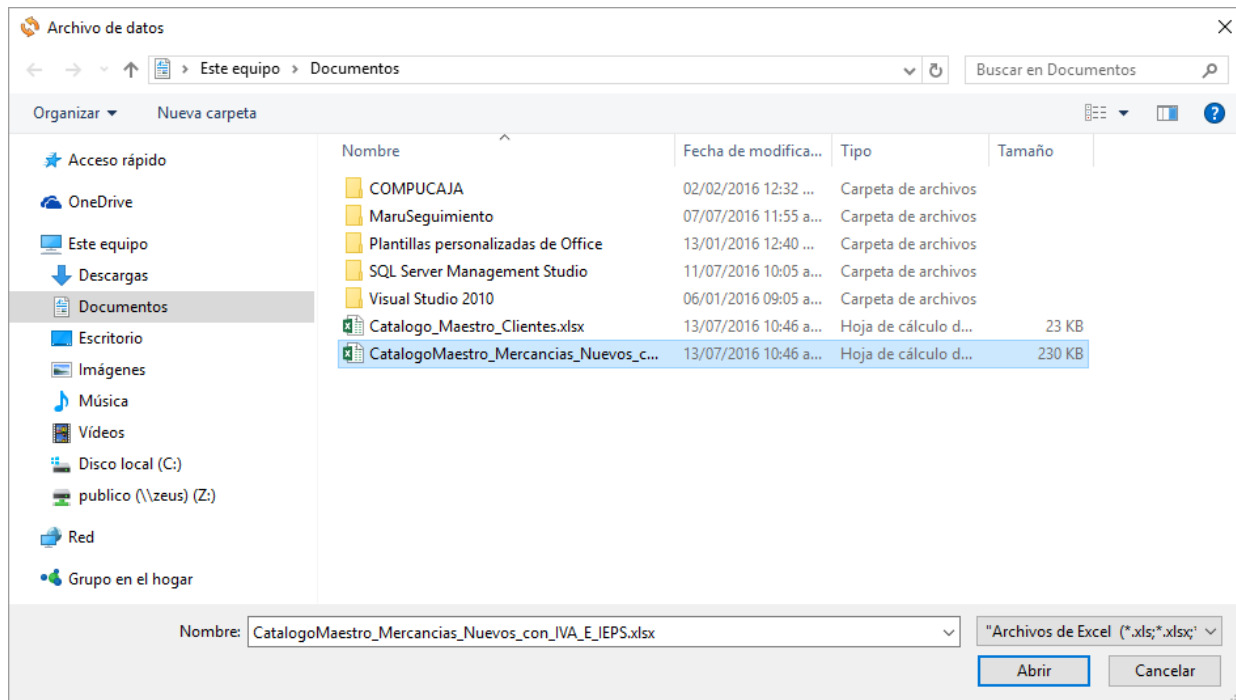 Archivo de datos
Este equipo > Documentos
Buscar en Documentos
Organizar
Nueva carpeta
Acceso rápido
OneDrive
Este equipo
Descargas
Documentos
Escritorio
Imágenes
Música
Vídeos
Disco local (C:)
publico (\\zeus) (Z:)
Red
Grupo en el hogar
Nombre Fecha de modifica... Tipo Tamaño
COMPUCAJA 02/02/2016 12:32 ... Carpeta de archivos
MaruSeguimiento 07/07/2016 11:55 a... Carpeta de archivos
Plantillas personalizadas de Office 13/01/2016 12:40 ... Carpeta de archivos
SQL Server Management Studio 11/07/2016 10:05 a... Carpeta de archivos
Visual Studio 2010 06/01/2016 09:05 a... Carpeta de archivos
Catalogo_Maestro_Clientes.xlsx 13/07/2016 10:46 a... Hoja de cálculo d... 23 KB
CatalogoMaestro_Mercancias_Nuevos_c... 13/07/2016 10:46 a... Hoja de cálculo d... 230 KB
Nombre: CatalogoMaestro_Mercancias_Nuevos_con_IVA_E_IEPS.xlsx
"Archivos de Excel (*.xls;*.xlsx;*
Abrir
Cancelar